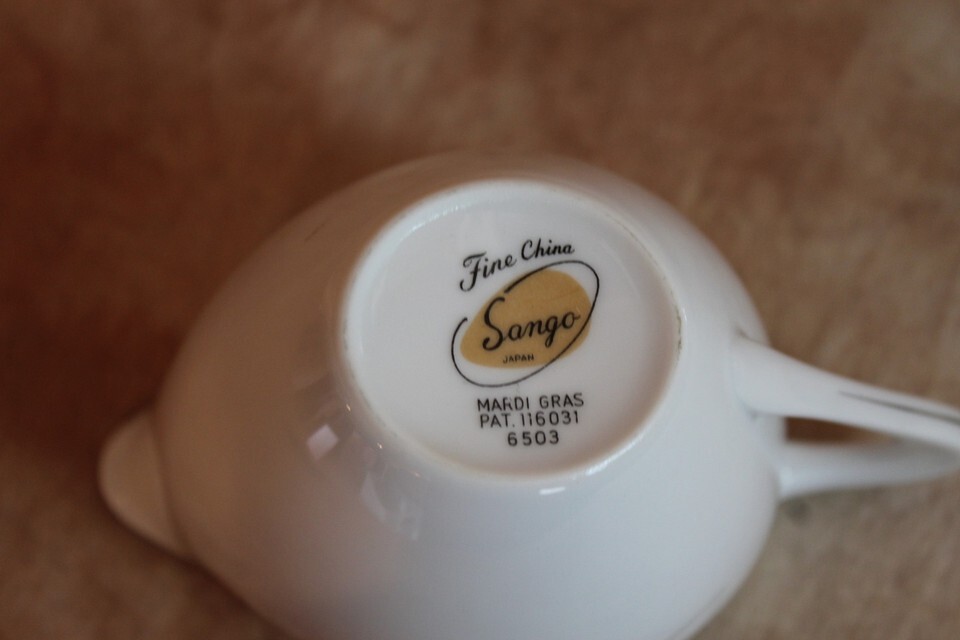 Fine China
Sango
JAPAN
MARDI GRAS
PAT. 116031
6503